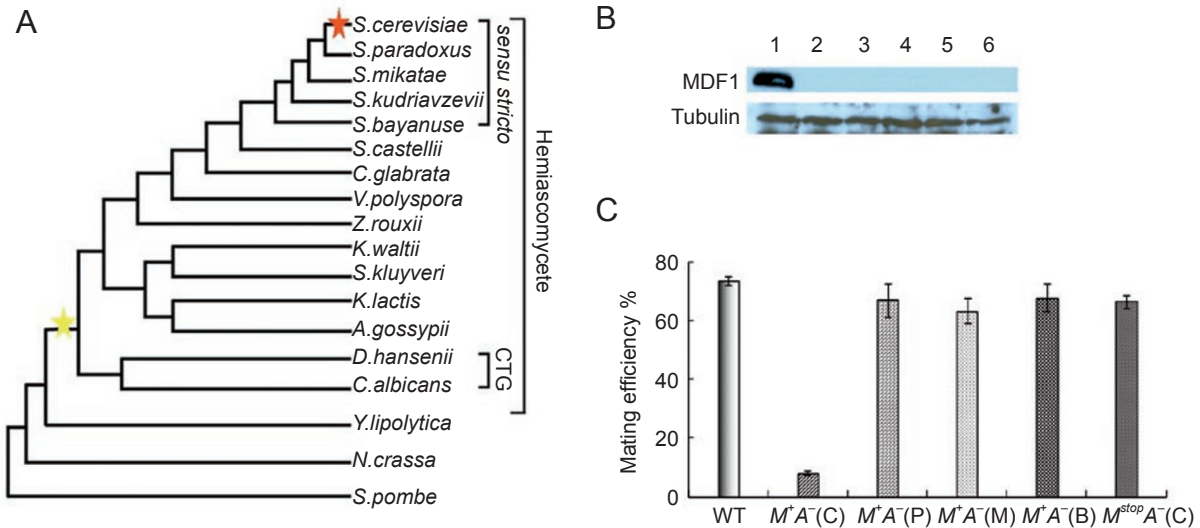 A
S.cerevisiae
S.paradoxus
S.mikatae
S.kudriavzevii
S.bayanuse
S.castellii
C.glabrata
V.polyspora
Z.rouxii
K.waltii
S.kluyveri
K.lactis
A.gossypii
D.hansenii
C.albicans
Y.lipolytica
N.crassa
S.pombe
sensu stricto
CTG
Hemiascomycete
B
1 2 3 4 5 6
MDF1
Tubulin
C
Mating efficiency %
80
60
40
20
0
WT M⁺A⁻(C) M⁺A⁻(P) M⁺A⁻(M) M⁺A⁻(B) MˢᵗᵒᵖA⁻(C)